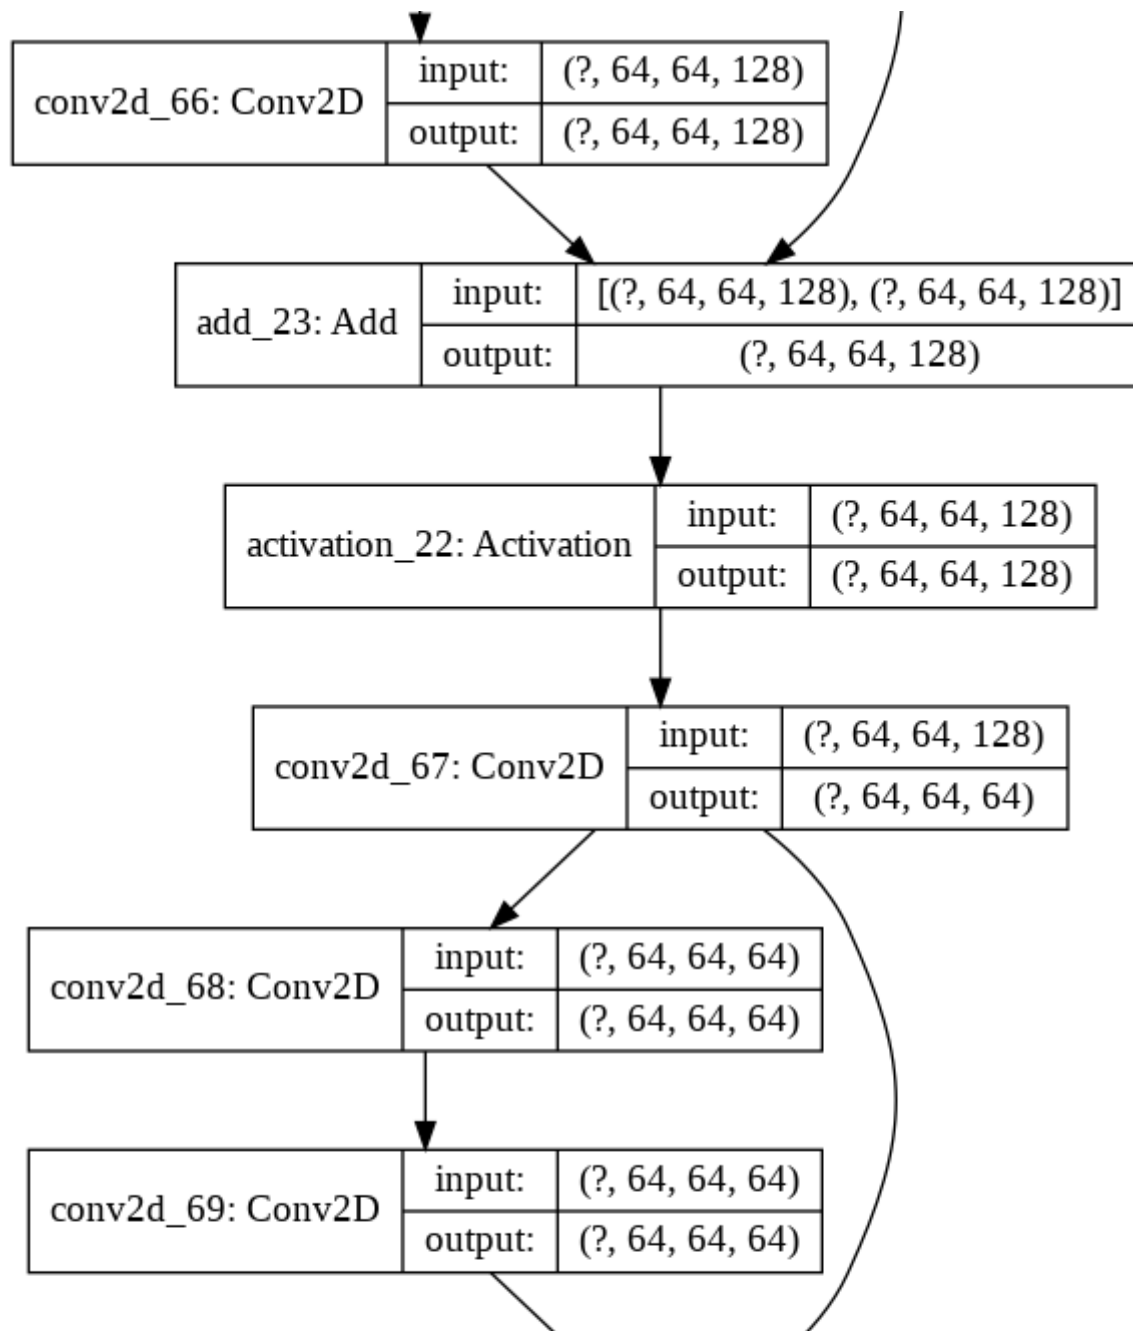 conv2d_66: Conv2D
input:
(?, 64, 64, 128)
output:
(?, 64, 64, 128)
add_23: Add
input:
[(?, 64, 64, 128), (?, 64, 64, 128)]
output:
(?, 64, 64, 128)
activation_22: Activation
input:
(?, 64, 64, 128)
output:
(?, 64, 64, 128)
conv2d_67: Conv2D
input:
(?, 64, 64, 128)
output:
(?, 64, 64, 64)
conv2d_68: Conv2D
input:
(?, 64, 64, 64)
output:
(?, 64, 64, 64)
conv2d_69: Conv2D
input:
(?, 64, 64, 64)
output:
(?, 64, 64, 64)